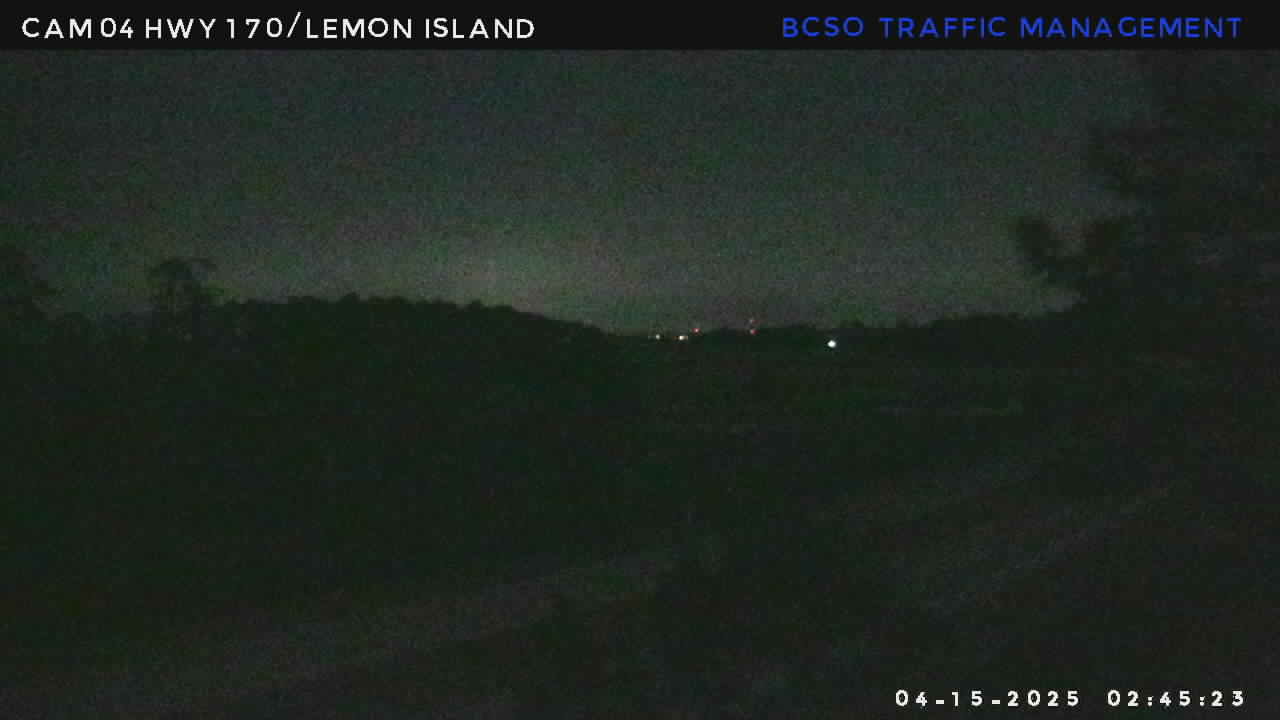 CAM 04 HWY 170/LEMON ISLAND
BCSO TRAFFIC MANAGEMENT
04-15-2025 02:45:23